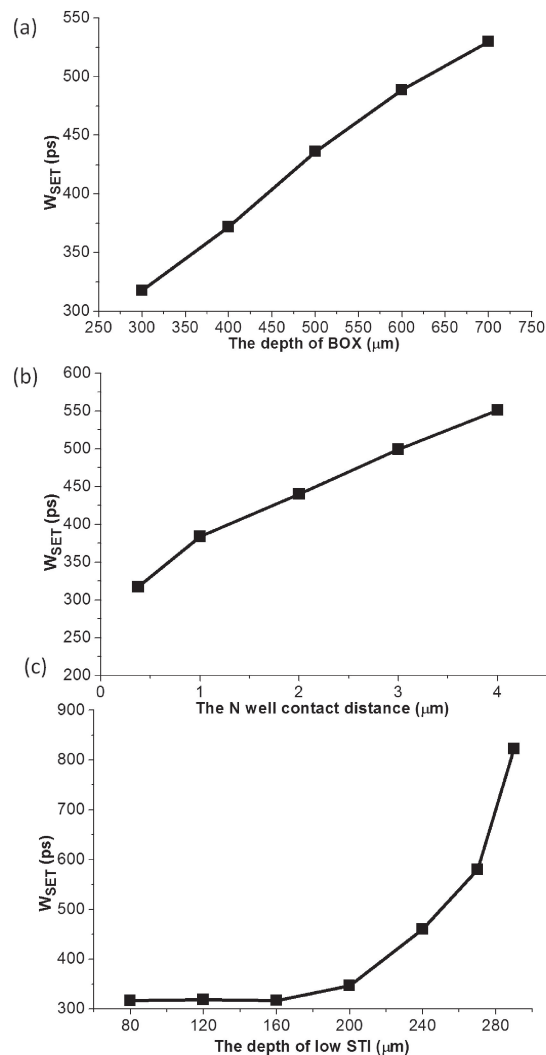 (a)
550
500
450
400
350
300
W_SET (ps)
250 300 350 400 450 500 550 600 650 700 750
The depth of BOX (μm)
(b)
600
550
500
450
400
350
300
250
200
W_SET (ps)
0 1 2 3 4
The N well contact distance (μm)
(c)
900
800
700
600
500
400
300
W_SET (ps)
80 120 160 200 240 280
The depth of low STI (μm)